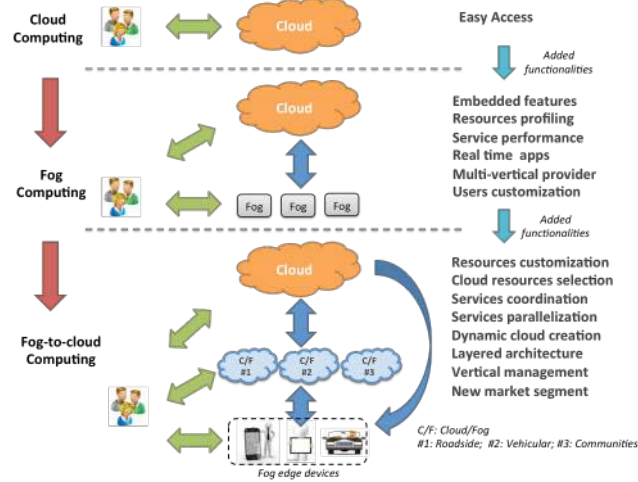 Cloud
Computing
Cloud
Easy Access
Added
functionalities
Fog
Computing
Cloud
Fog
Fog
Fog
Embedded features
Resources profiling
Service performance
Real time apps
Multi-vertical provider
Users customization
Added
functionalities
Fog-to-cloud
Computing
Cloud
C/F
#1
C/F
#2
C/F
#3
Fog edge devices
Resources customization
Cloud resources selection
Services coordination
Services parallelization
Dynamic cloud creation
Layered architecture
Vertical management
New market segment
C/F: Cloud/Fog
#1: Roadside; #2: Vehicular; #3: Communities